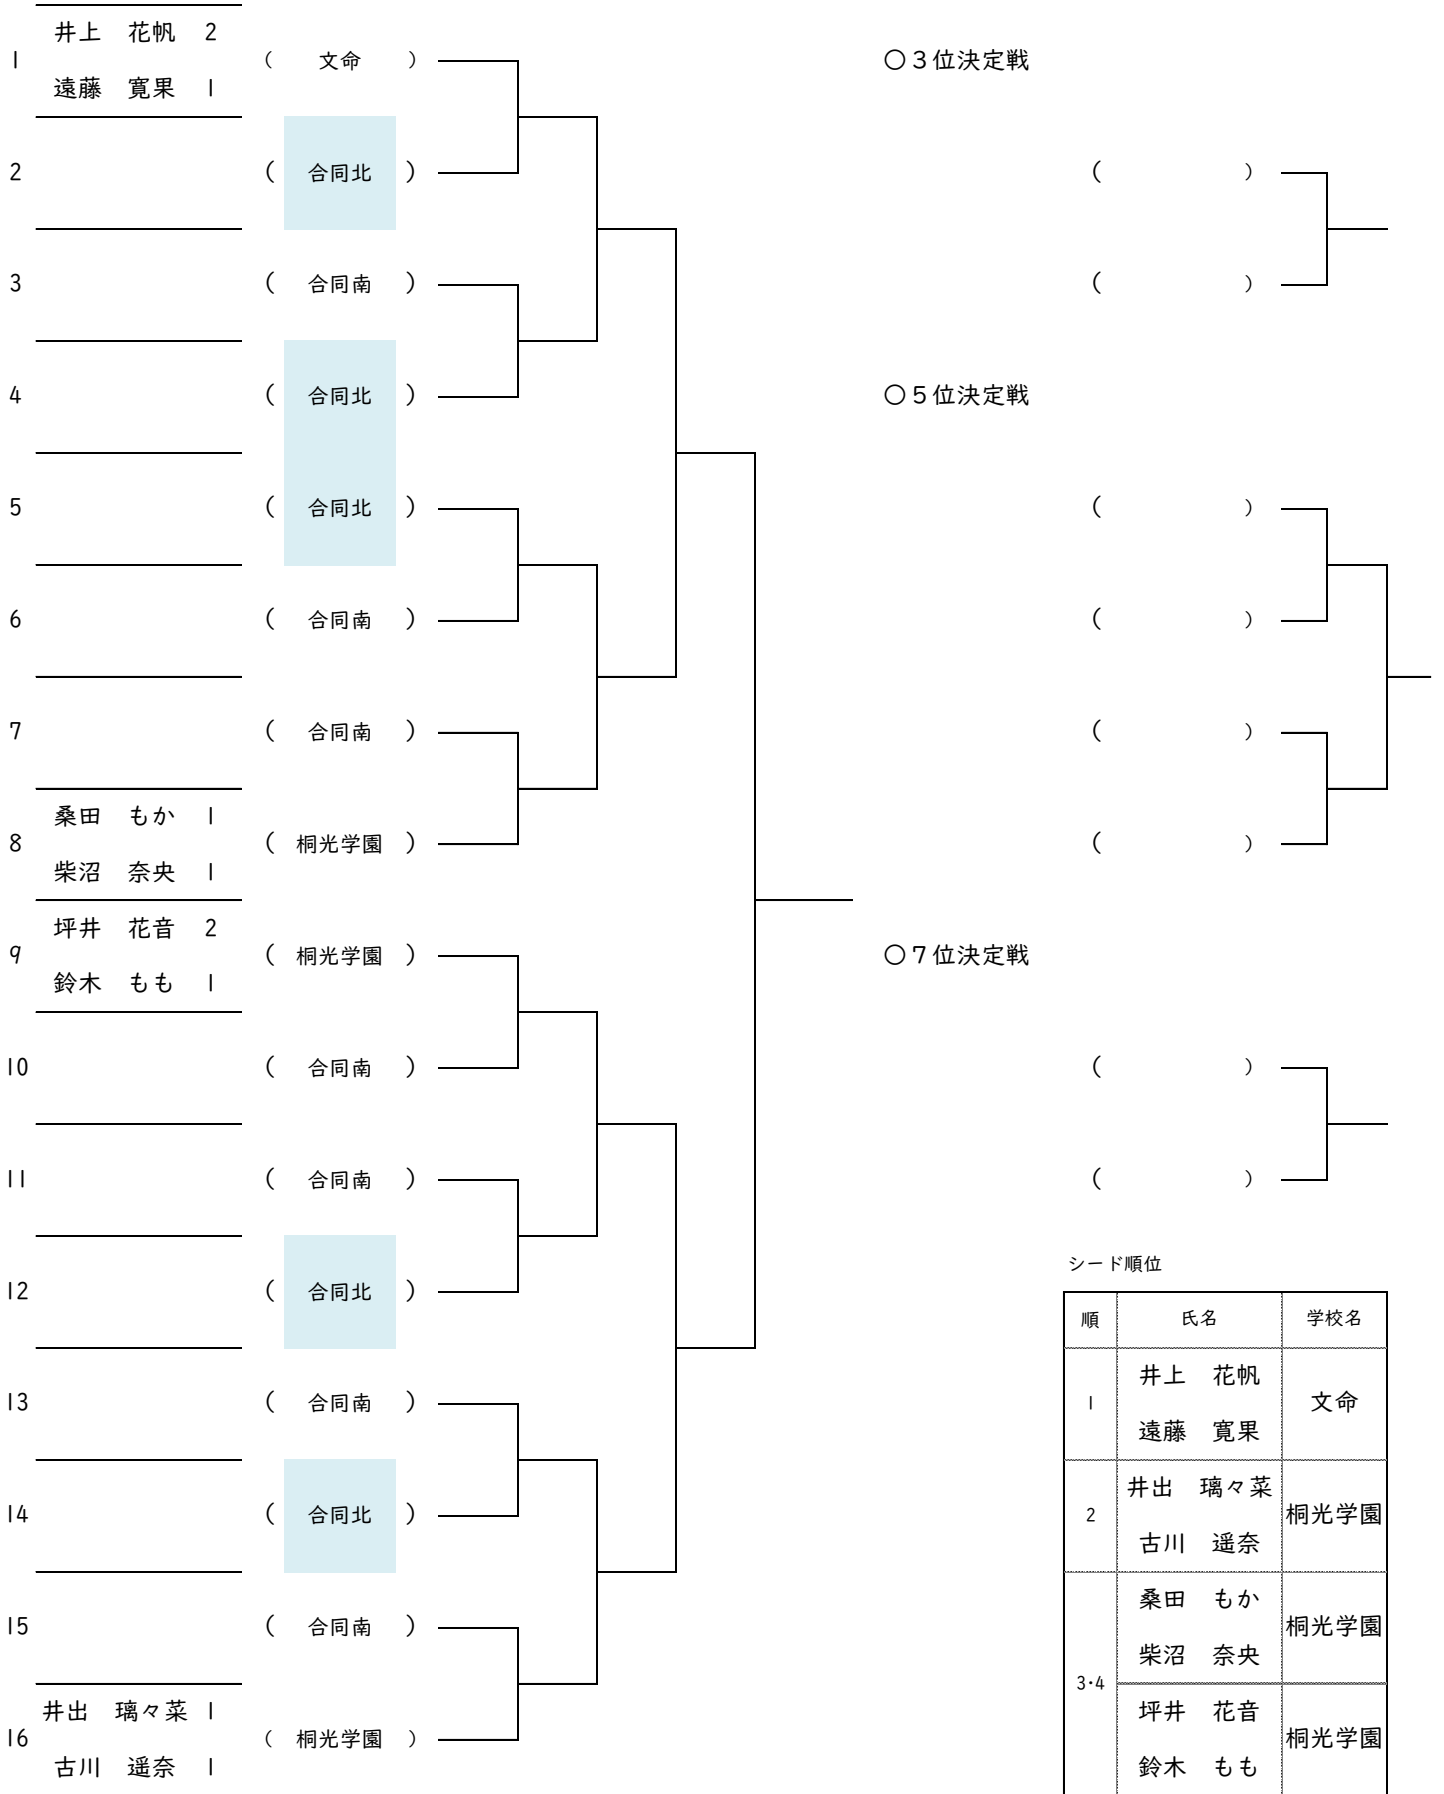 井上　花帆　2
1　（　文命　）
遠藤　寛果　1
2　（　合同北　）
3　（　合同南　）
4　（　合同北　）
5　（　合同北　）
6　（　合同南　）
7　（　合同南　）
桑田　もか　1
8　（　桐光学園　）
柴沼　奈央　1
坪井　花音　2
9　（　桐光学園　）
鈴木　もも　1
10　（　合同南　）
11　（　合同南　）
12　（　合同北　）
13　（　合同南　）
14　（　合同北　）
15　（　合同南　）
井出　璃々菜　1
16　（　桐光学園　）
古川　遥奈　1
〇３位決定戦
（　　　）
（　　　）
〇５位決定戦
（　　　）
（　　　）
（　　　）
（　　　）
〇７位決定戦
（　　　）
（　　　）
シード順位
順　氏名　学校名
井上　花帆
1　文命
遠藤　寛果
井出　璃々菜
2　桐光学園
古川　遥奈
桑田　もか
桐光学園
柴沼　奈央
3・4
坪井　花音
桐光学園
鈴木　もも